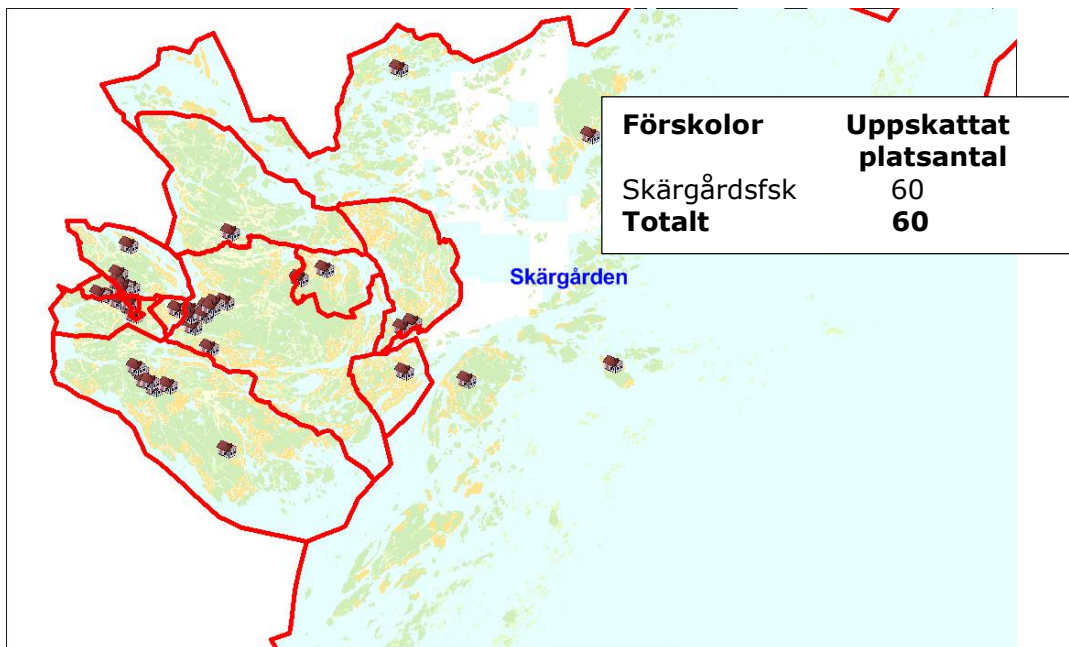 Förskolor Uppskattat
platsantal
Skärgårdsfsk 60
Totalt 60
Skärgården